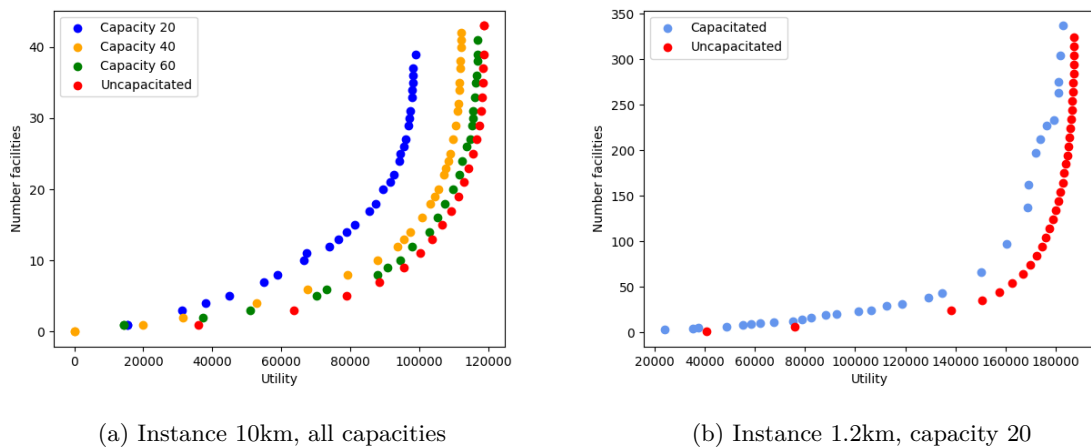 Capacity 20
Capacity 40
Capacity 60
Uncapacitated
40
30
20
10
0
Number facilities
0 20000 40000 60000 80000 100000 120000
Utility
(a) Instance 10km, all capacities
Capacitated
Uncapacitated
350
300
250
200
150
100
50
0
Number facilities
20000 40000 60000 80000 100000 120000 140000 160000 180000
Utility
(b) Instance 1.2km, capacity 20